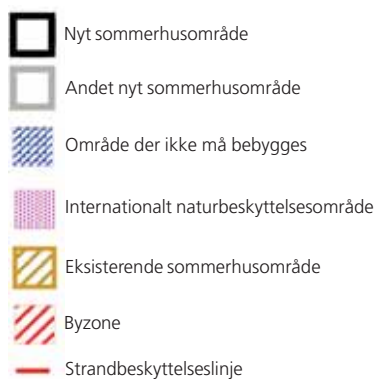 Nyt sommerhusområde
Andet nyt sommerhusområde
Område der ikke må bebygges
Internationalt naturbeskyttelsesområde
Eksisterende sommerhusområde
Byzone
Strandbeskyttelseslinje